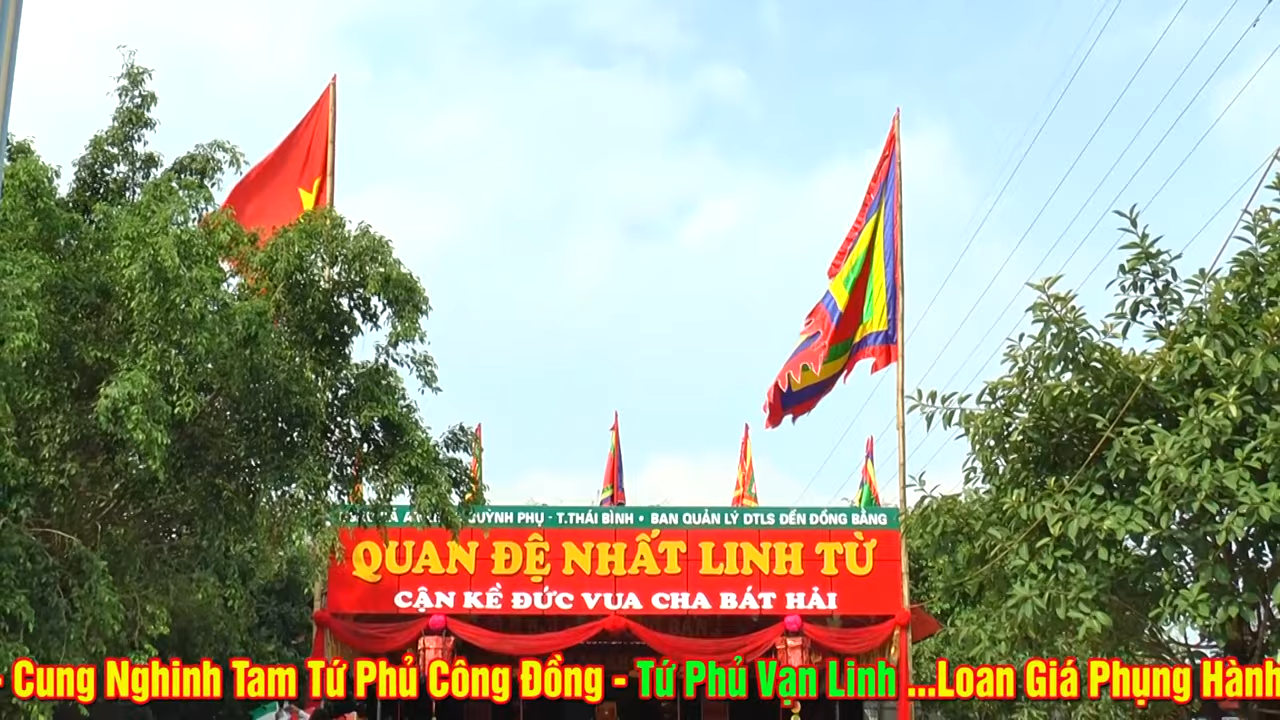 QUỲNH PHỤ - T.THÁI BÌNH • BAN QUẢN LÝ DTLS ĐỀN ĐỒNG BẰNG
QUAN ĐỆ NHẤT LINH TỪ
CẬN KỀ ĐỨC VUA CHA BÁT HẢI
- Cung Nghinh Tam Tứ Phủ Công Đồng - Tứ Phủ Vạn Linh ...Loan Giá Phụng Hành